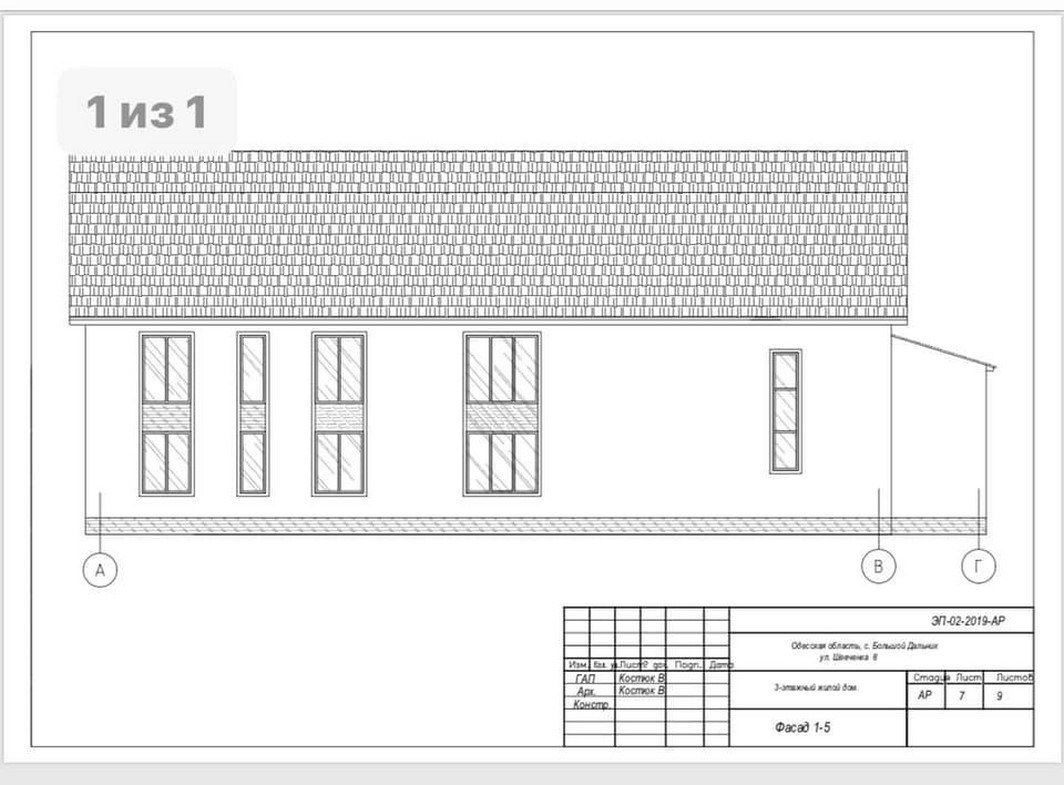 1 из 1
А
В
Г
ЭП-02-2019-АР
Одесская область, с. Большой Дальник
ул. Шевченка 6
Изм. Кол. у Лист № док. Подп. Дата
ГАП Костюк В
Арх. Костюк В
Констр.
3-этажный жилой дом.
Стадия Лист Листов
АР 7 9
Фасад 1-5